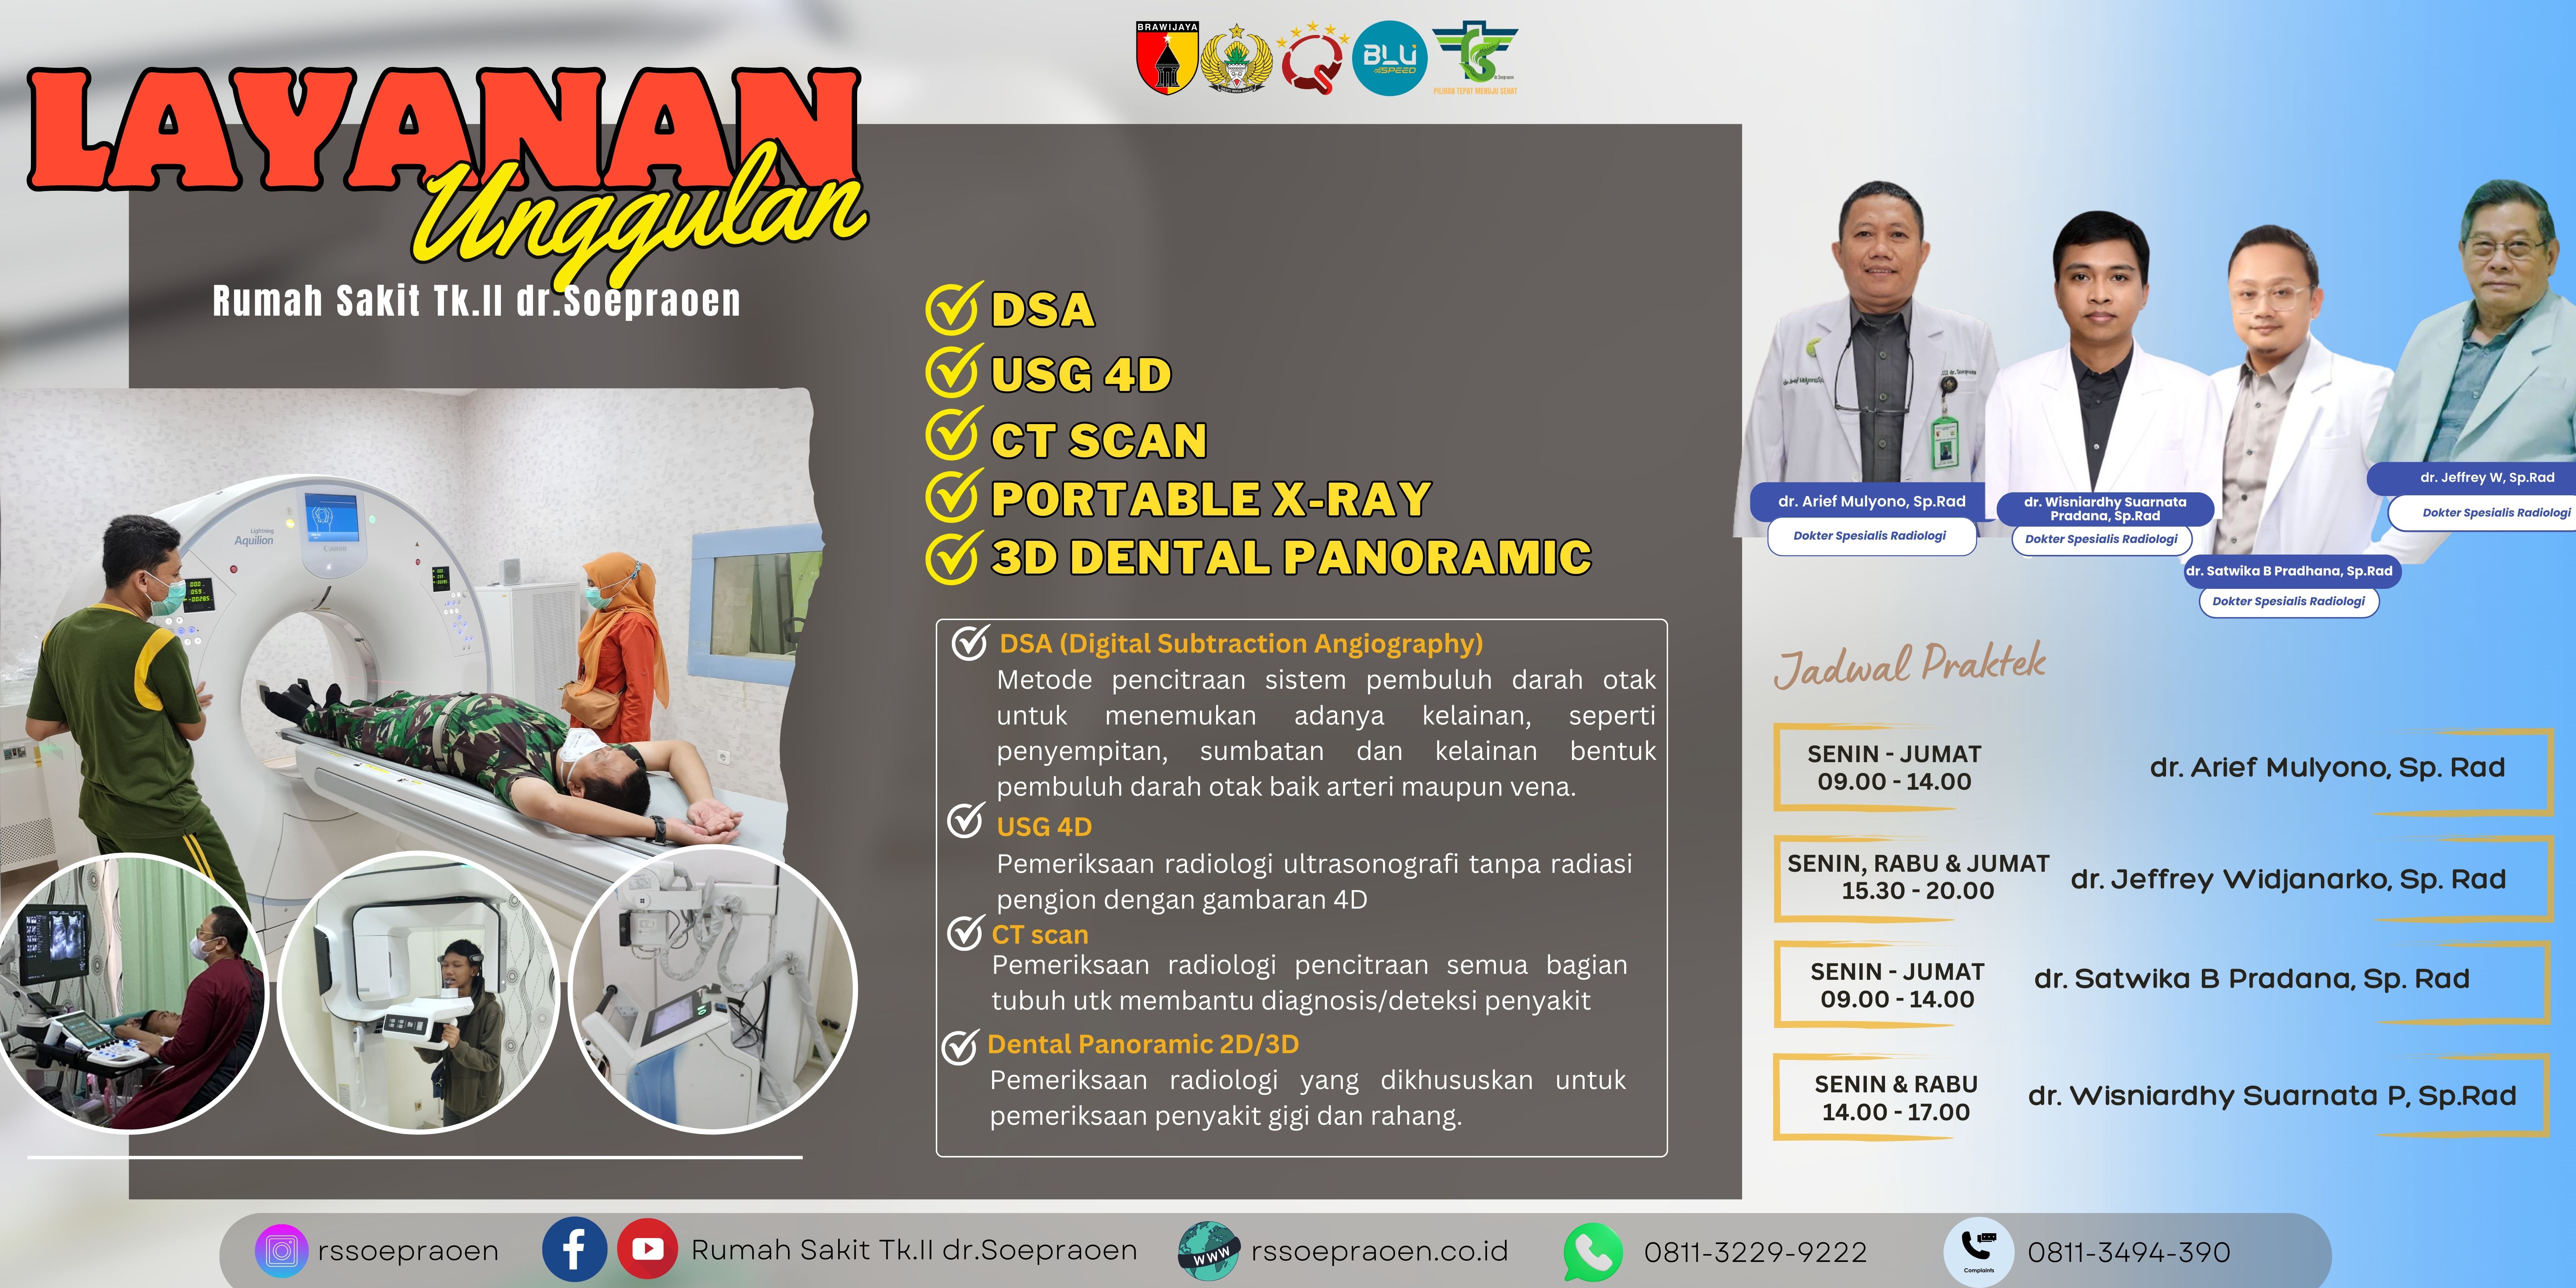 BRAWIJAYA
BLU
SPEED
PILIHAN TEPAT MENUJU SEHAT
LAYANAN
Unggulan
Rumah Sakit Tk.II dr.Soepraoen
Lightning
Aquilion
Canon
DSA
USG 4D
CT SCAN
PORTABLE X-RAY
3D DENTAL PANORAMIC
DSA (Digital Subtraction Angiography)
Metode pencitraan sistem pembuluh darah otak
untuk menemukan adanya kelainan, seperti
penyempitan, sumbatan dan kelainan bentuk
pembuluh darah otak baik arteri maupun vena.
USG 4D
Pemeriksaan radiologi ultrasonografi tanpa radiasi
pengion dengan gambaran 4D
CT scan
Pemeriksaan radiologi pencitraan semua bagian
tubuh utk membantu diagnosis/deteksi penyakit
Dental Panoramic 2D/3D
Pemeriksaan radiologi yang dikhususkan untuk
pemeriksaan penyakit gigi dan rahang.
dr. Arief Mulyono, Sp.Rad
Dokter Spesialis Radiologi
dr. Wisniardhy Suarnata
Pradana, Sp.Rad
Dokter Spesialis Radiologi
dr. Satwika B Pradhana, Sp.Rad
Dokter Spesialis Radiologi
dr. Jeffrey W, Sp.Rad
Dokter Spesialis Radiologi
Jadwal Praktek
SENIN - JUMAT
09.00 - 14.00
dr. Arief Mulyono, Sp. Rad
SENIN, RABU & JUMAT
15.30 - 20.00
dr. Jeffrey Widjanarko, Sp. Rad
SENIN - JUMAT
09.00 - 14.00
dr. Satwika B Pradana, Sp. Rad
SENIN & RABU
14.00 - 17.00
dr. Wisniardhy Suarnata P, Sp.Rad
rssoepraoen
Rumah Sakit Tk.II dr.Soepraoen
WWW
rssoepraoen.co.id
0811-3229-9222
Complaints
0811-3494-390